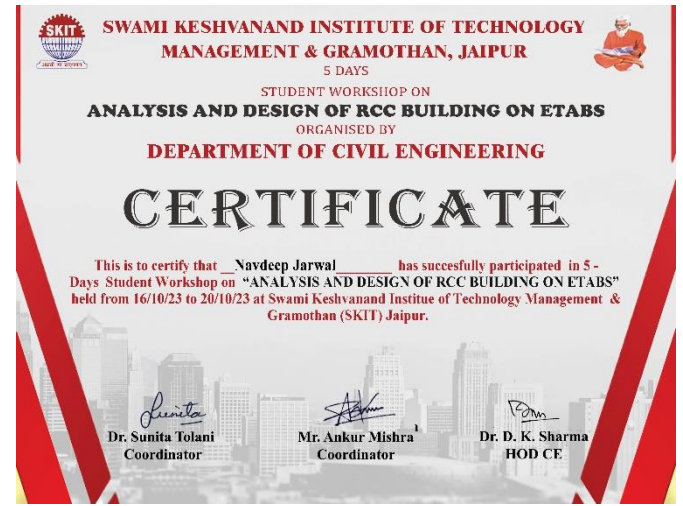 SKIT
SWAMI KESHVANAND INSTITUTE OF TECHNOLOGY
MANAGEMENT & GRAMOTHAN, JAIPUR
5 DAYS
STUDENT WORKSHOP ON
ANALYSIS AND DESIGN OF RCC BUILDING ON ETABS
ORGANISED BY
DEPARTMENT OF CIVIL ENGINEERING
CERTIFICATE
This is to certify that __Navdeep Jarwal_______ has succesfully participated in 5 -
Days Student Workshop on "ANALYSIS AND DESIGN OF RCC BUILDING ON ETABS"
held from 16/10/23 to 20/10/23 at Swami Keshvanand Institue of Technology Management &
Gramothan (SKIT) Jaipur.
Sunita
Dr. Sunita Tolani Mr. Ankur Mishra Dr. D. K. Sharma
Coordinator Coordinator HOD CE